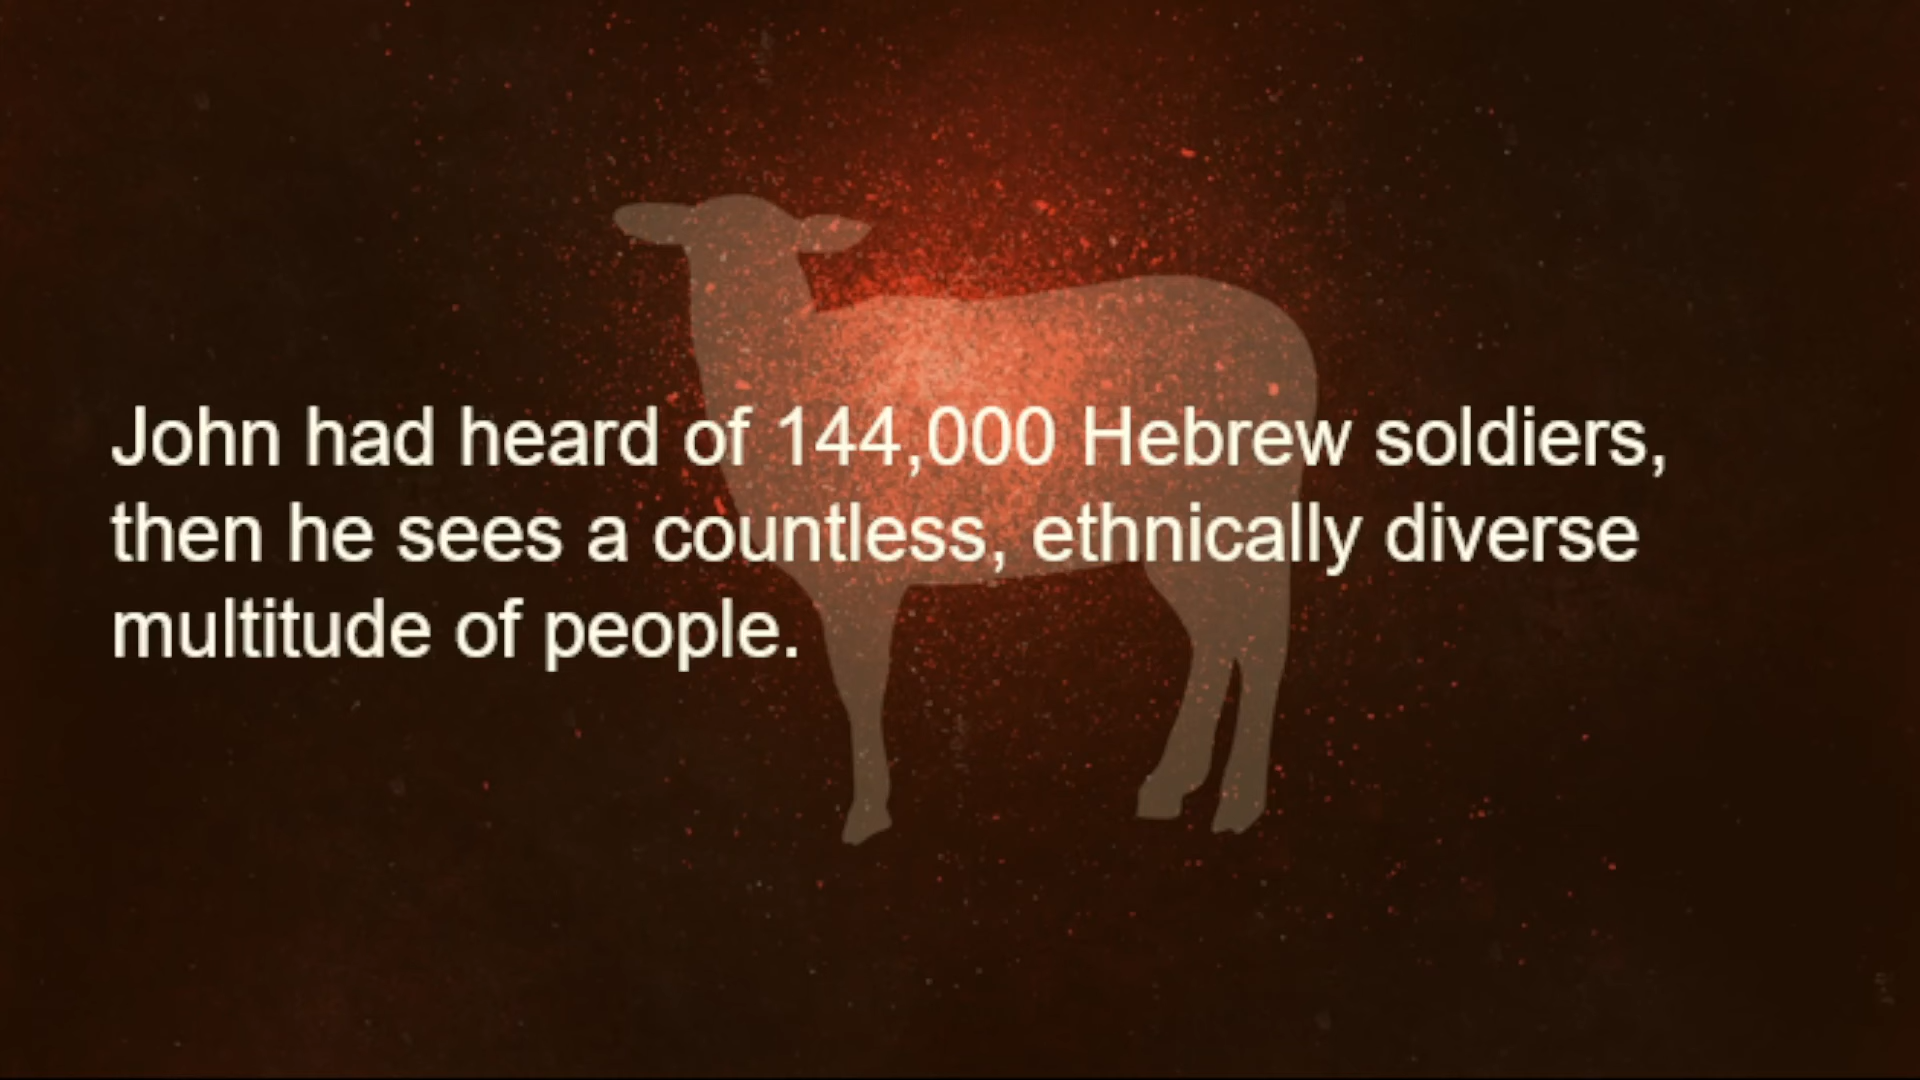 John had heard of 144,000 Hebrew soldiers,
then he sees a countless, ethnically diverse
multitude of people.